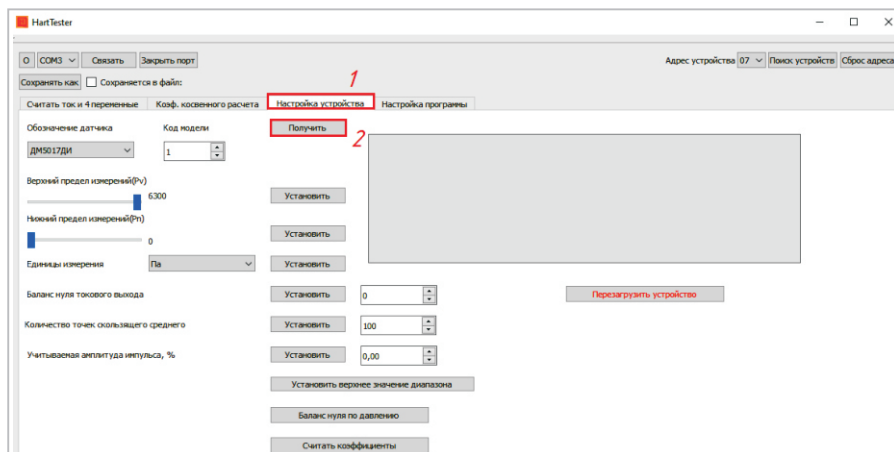 HartTester
О COM3 Связать Закрыть порт Адрес устройства 07 Поиск устройств Сброс адреса
Сохранять как Сохраняется в файл:
1
Считать ток и 4 переменные Коэф. косвенного расчета Настройка устройства Настройка программы
Обозначение датчика Код модели Получить 2
ДМ5017ДИ 1
Верхний предел измерений(Pv)
6300 Установить
Нижний предел измерений(Pn)
0 Установить
Единицы измерения Па Установить
Баланс нуля токового выхода Установить 0 Перезагрузить устройство
Количество точек скользящего среднего Установить 100
Учитываемая амплитуда импульса, % Установить 0,00
Установить верхнее значение диапазона
Баланс нуля по давлению
Считать коэффициенты